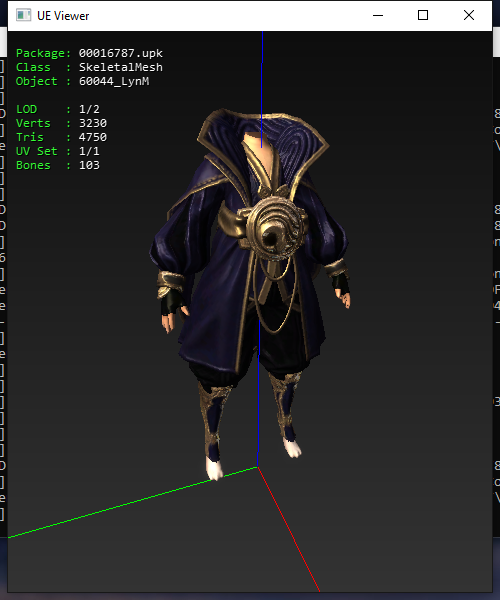 UE Viewer
Package: 00016787.upk
Class  : SkeletalMesh
Object : 60044_LynM
LOD    : 1/2
Verts  : 3230
Tris   : 4750
UV Set : 1/1
Bones  : 103